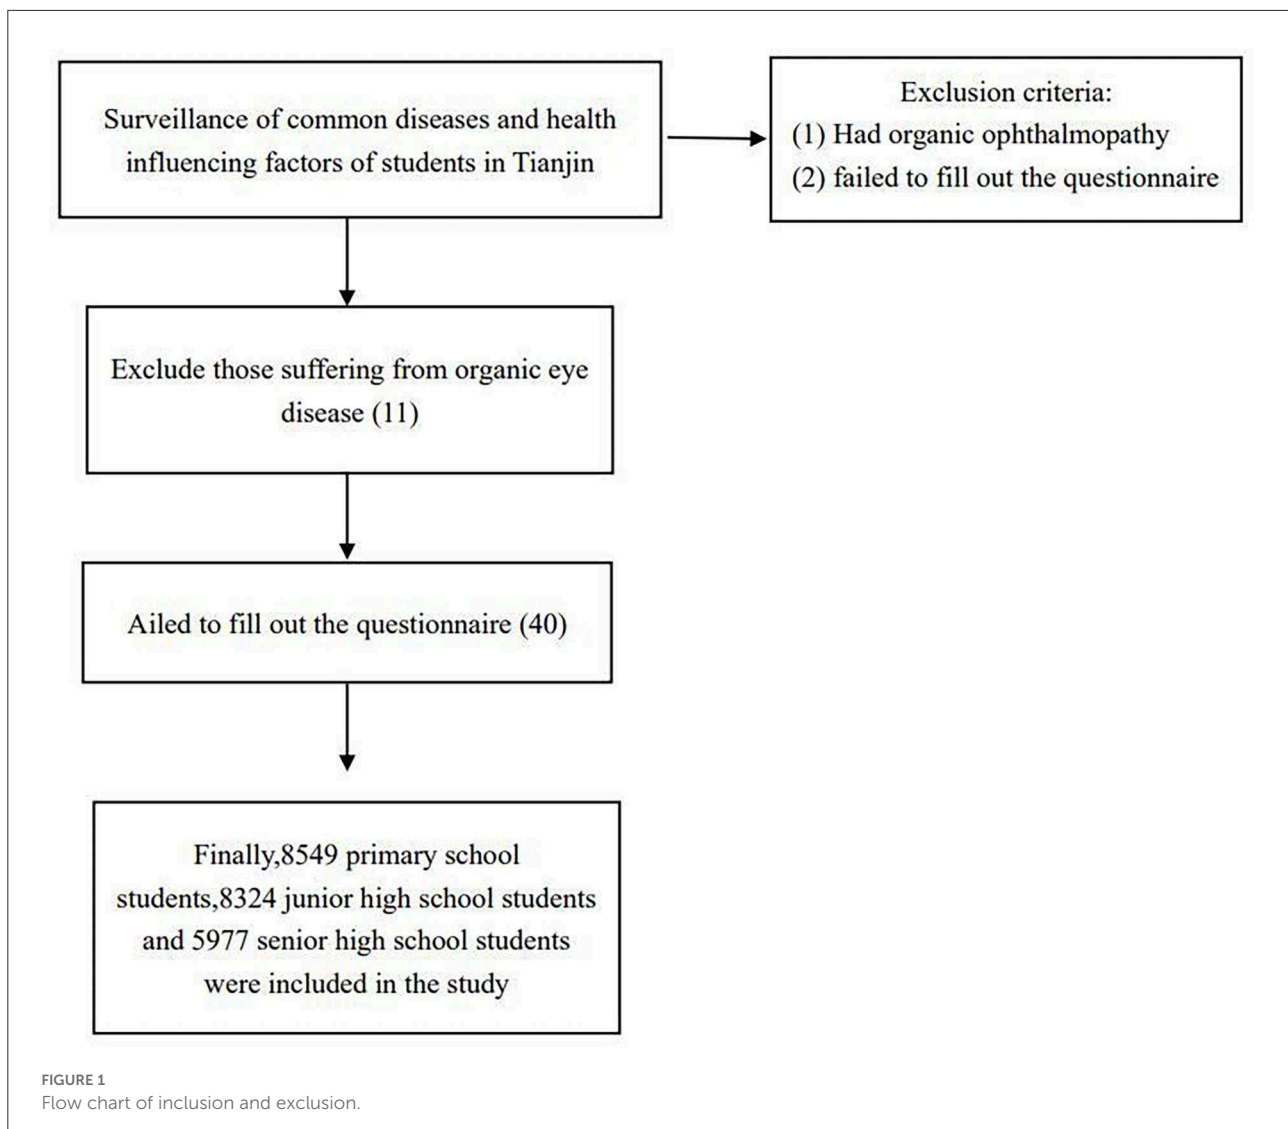 Surveillance of common diseases and health
influencing factors of students in Tianjin
Exclusion criteria:
(1) Had organic ophthalmopathy
(2) failed to fill out the questionnaire
Exclude those suffering from organic eye
disease (11)
Ailed to fill out the questionnaire (40)
Finally,8549 primary school
students,8324 junior high school students
and 5977 senior high school students
were included in the study
FIGURE 1
Flow chart of inclusion and exclusion.